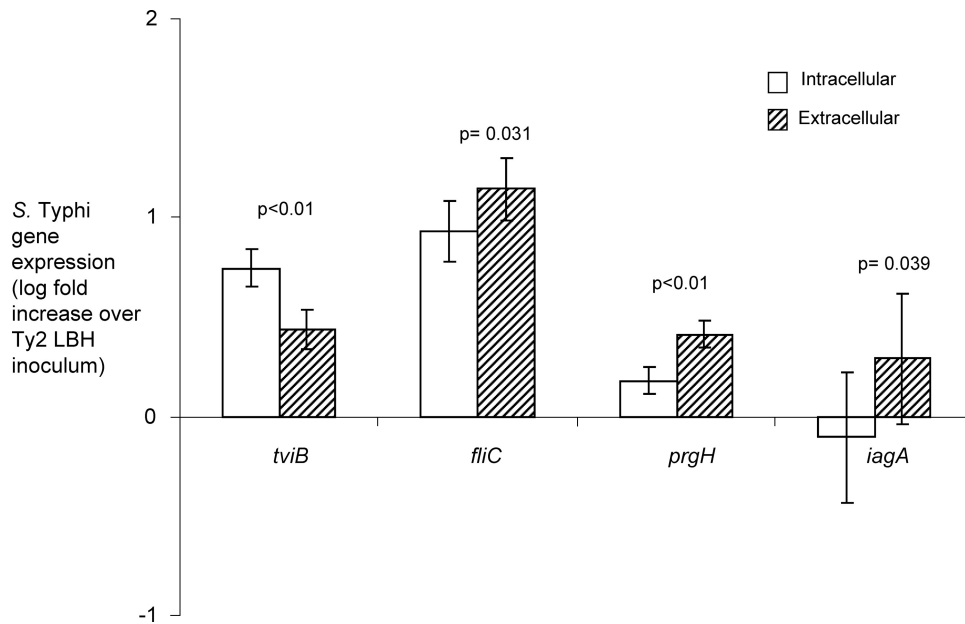 2
Intracellular
Extracellular
p= 0.031
S. Typhi
gene
expression
(log fold
increase over
Ty2 LBH
inoculum)
p<0.01
1
p= 0.039
p<0.01
0
tviB
fliC
prgH
iagA
-1